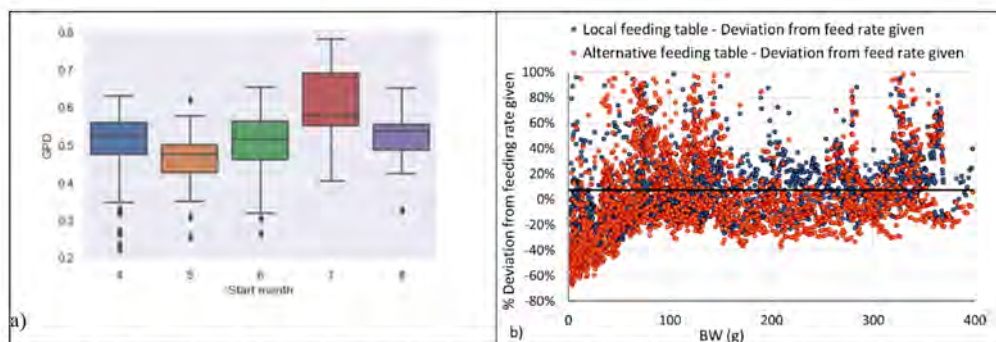 0.8
0.7
0.6
0.5
0.4
0.3
0.2
GPD
4 5 6 7 8
Start month
a)
Local feeding table - Deviation from feed rate given
Alternative feeding table - Deviation from feed rate given
100%
80%
60%
40%
20%
0%
-20%
-40%
-60%
-80%
% Deviation from feeding rate given
0 100 200 300 400
BW (g)
b)